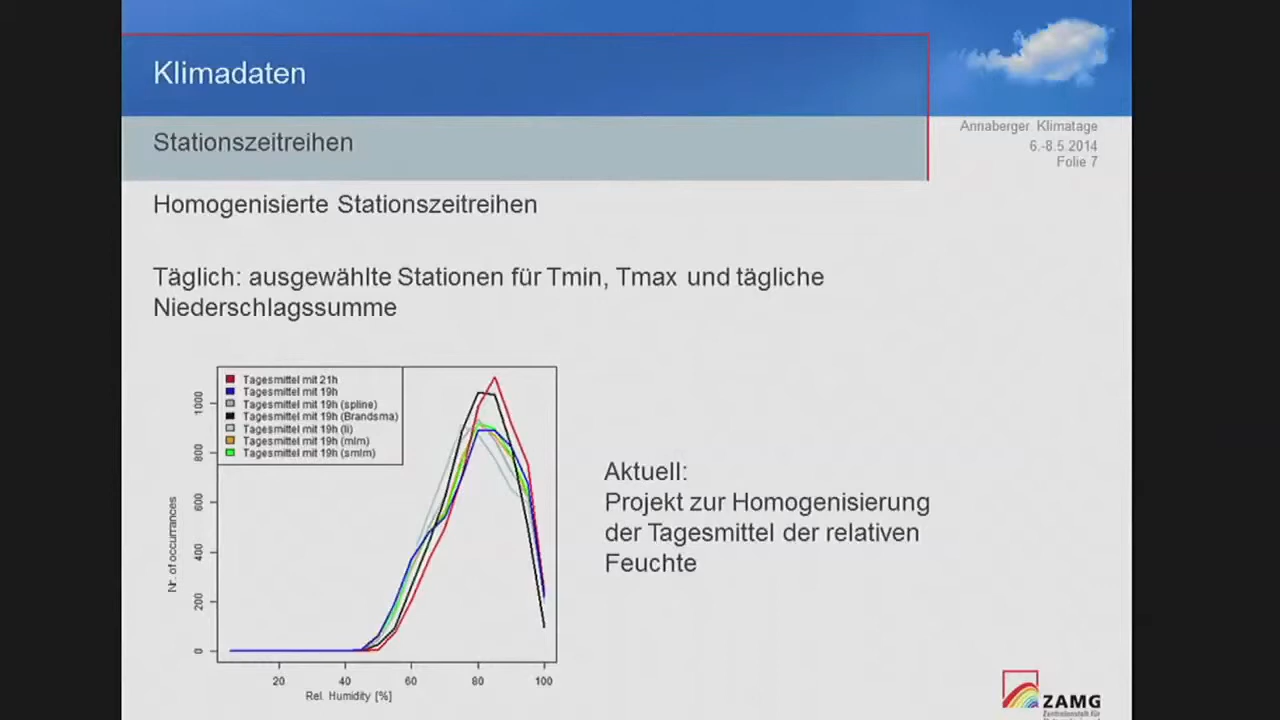 Klimadaten
Stationszeitreihen
Annaberger Klimatage
6.-8.5.2014
Folie 7
Homogenisierte Stationszeitreihen
Täglich: ausgewählte Stationen für Tmin, Tmax und tägliche
Niederschlagssumme
Tagesmittel mit 21h
Tagesmittel mit 19h
Tagesmittel mit 19h (spline)
Tagesmittel mit 19h (Brandsma)
Tagesmittel mit 19h (li)
Tagesmittel mit 19h (mlm)
Tagesmittel mit 19h (smlm)
Nr. of occurrances
0
200
400
600
800
1000
20 40 60 80 100
Rel. Humidity [%]
Aktuell:
Projekt zur Homogenisierung
der Tagesmittel der relativen
Feuchte
ZAMG
Zentralanstalt für